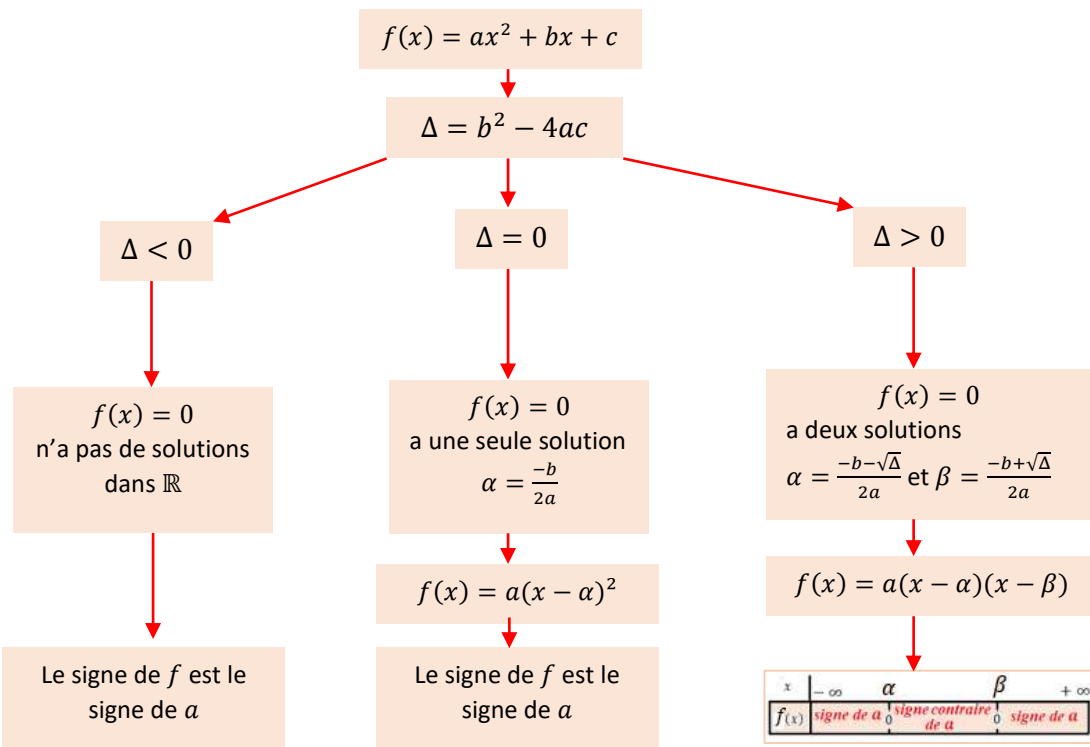 f(x) = ax² + bx + c
Δ = b² − 4ac
Δ < 0
Δ = 0
Δ > 0
f(x) = 0
n'a pas de solutions
dans ℝ
f(x) = 0
a une seule solution
α = -b/2a
f(x) = 0
a deux solutions
α = (-b-√Δ)/2a et β = (-b+√Δ)/2a
f(x) = a(x − α)²
f(x) = a(x − α)(x − β)
Le signe de f est le
signe de a
Le signe de f est le
signe de a
x − ∞ α β + ∞
f(x) signe de a 0 signe contraire de a 0 signe de a